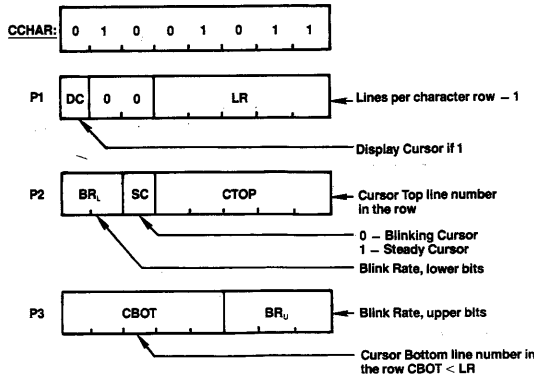 CCHAR: 0 1 0 0 1 0 1 1
P1 DC 0 0 LR Lines per character row – 1
Display Cursor if 1
P2 BRL SC CTOP Cursor Top line number
in the row
0 – Blinking Cursor
1 – Steady Cursor
Blink Rate, lower bits
P3 CBOT BRU Blink Rate, upper bits
Cursor Bottom line number in
the row CBOT < LR